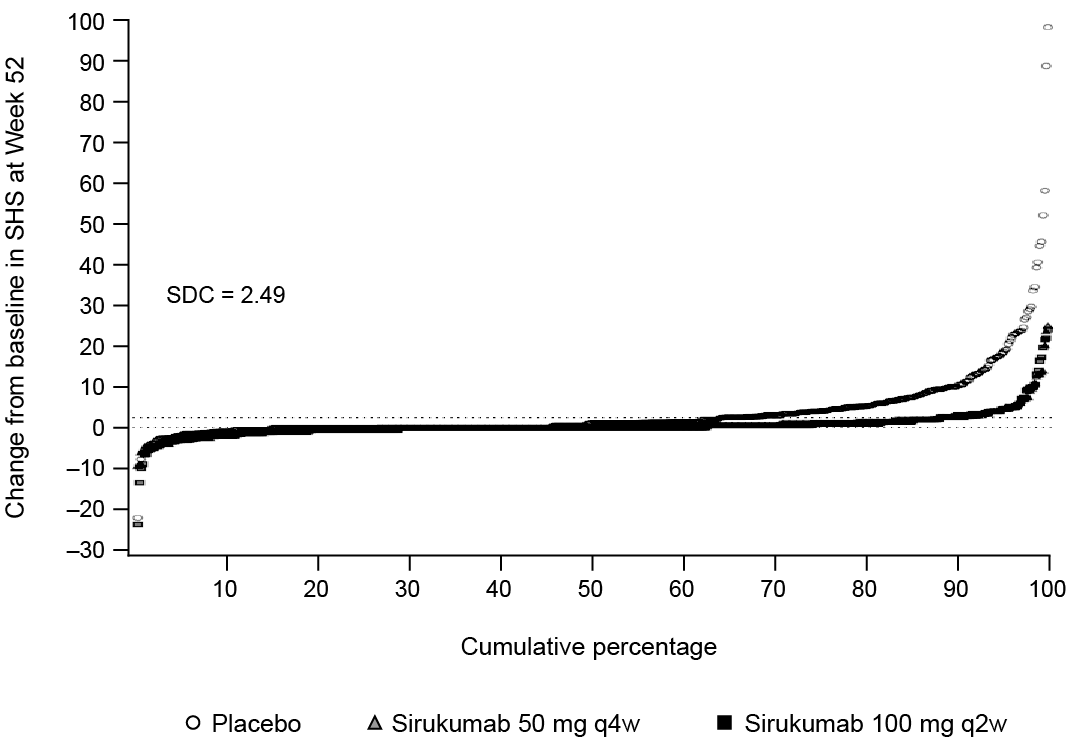 Change from baseline in SHS at Week 52
100
90
80
70
60
50
40
30
20
10
0
–10
–20
–30
SDC = 2.49
10 20 30 40 50 60 70 80 90 100
Cumulative percentage
Placebo Sirukumab 50 mg q4w Sirukumab 100 mg q2w